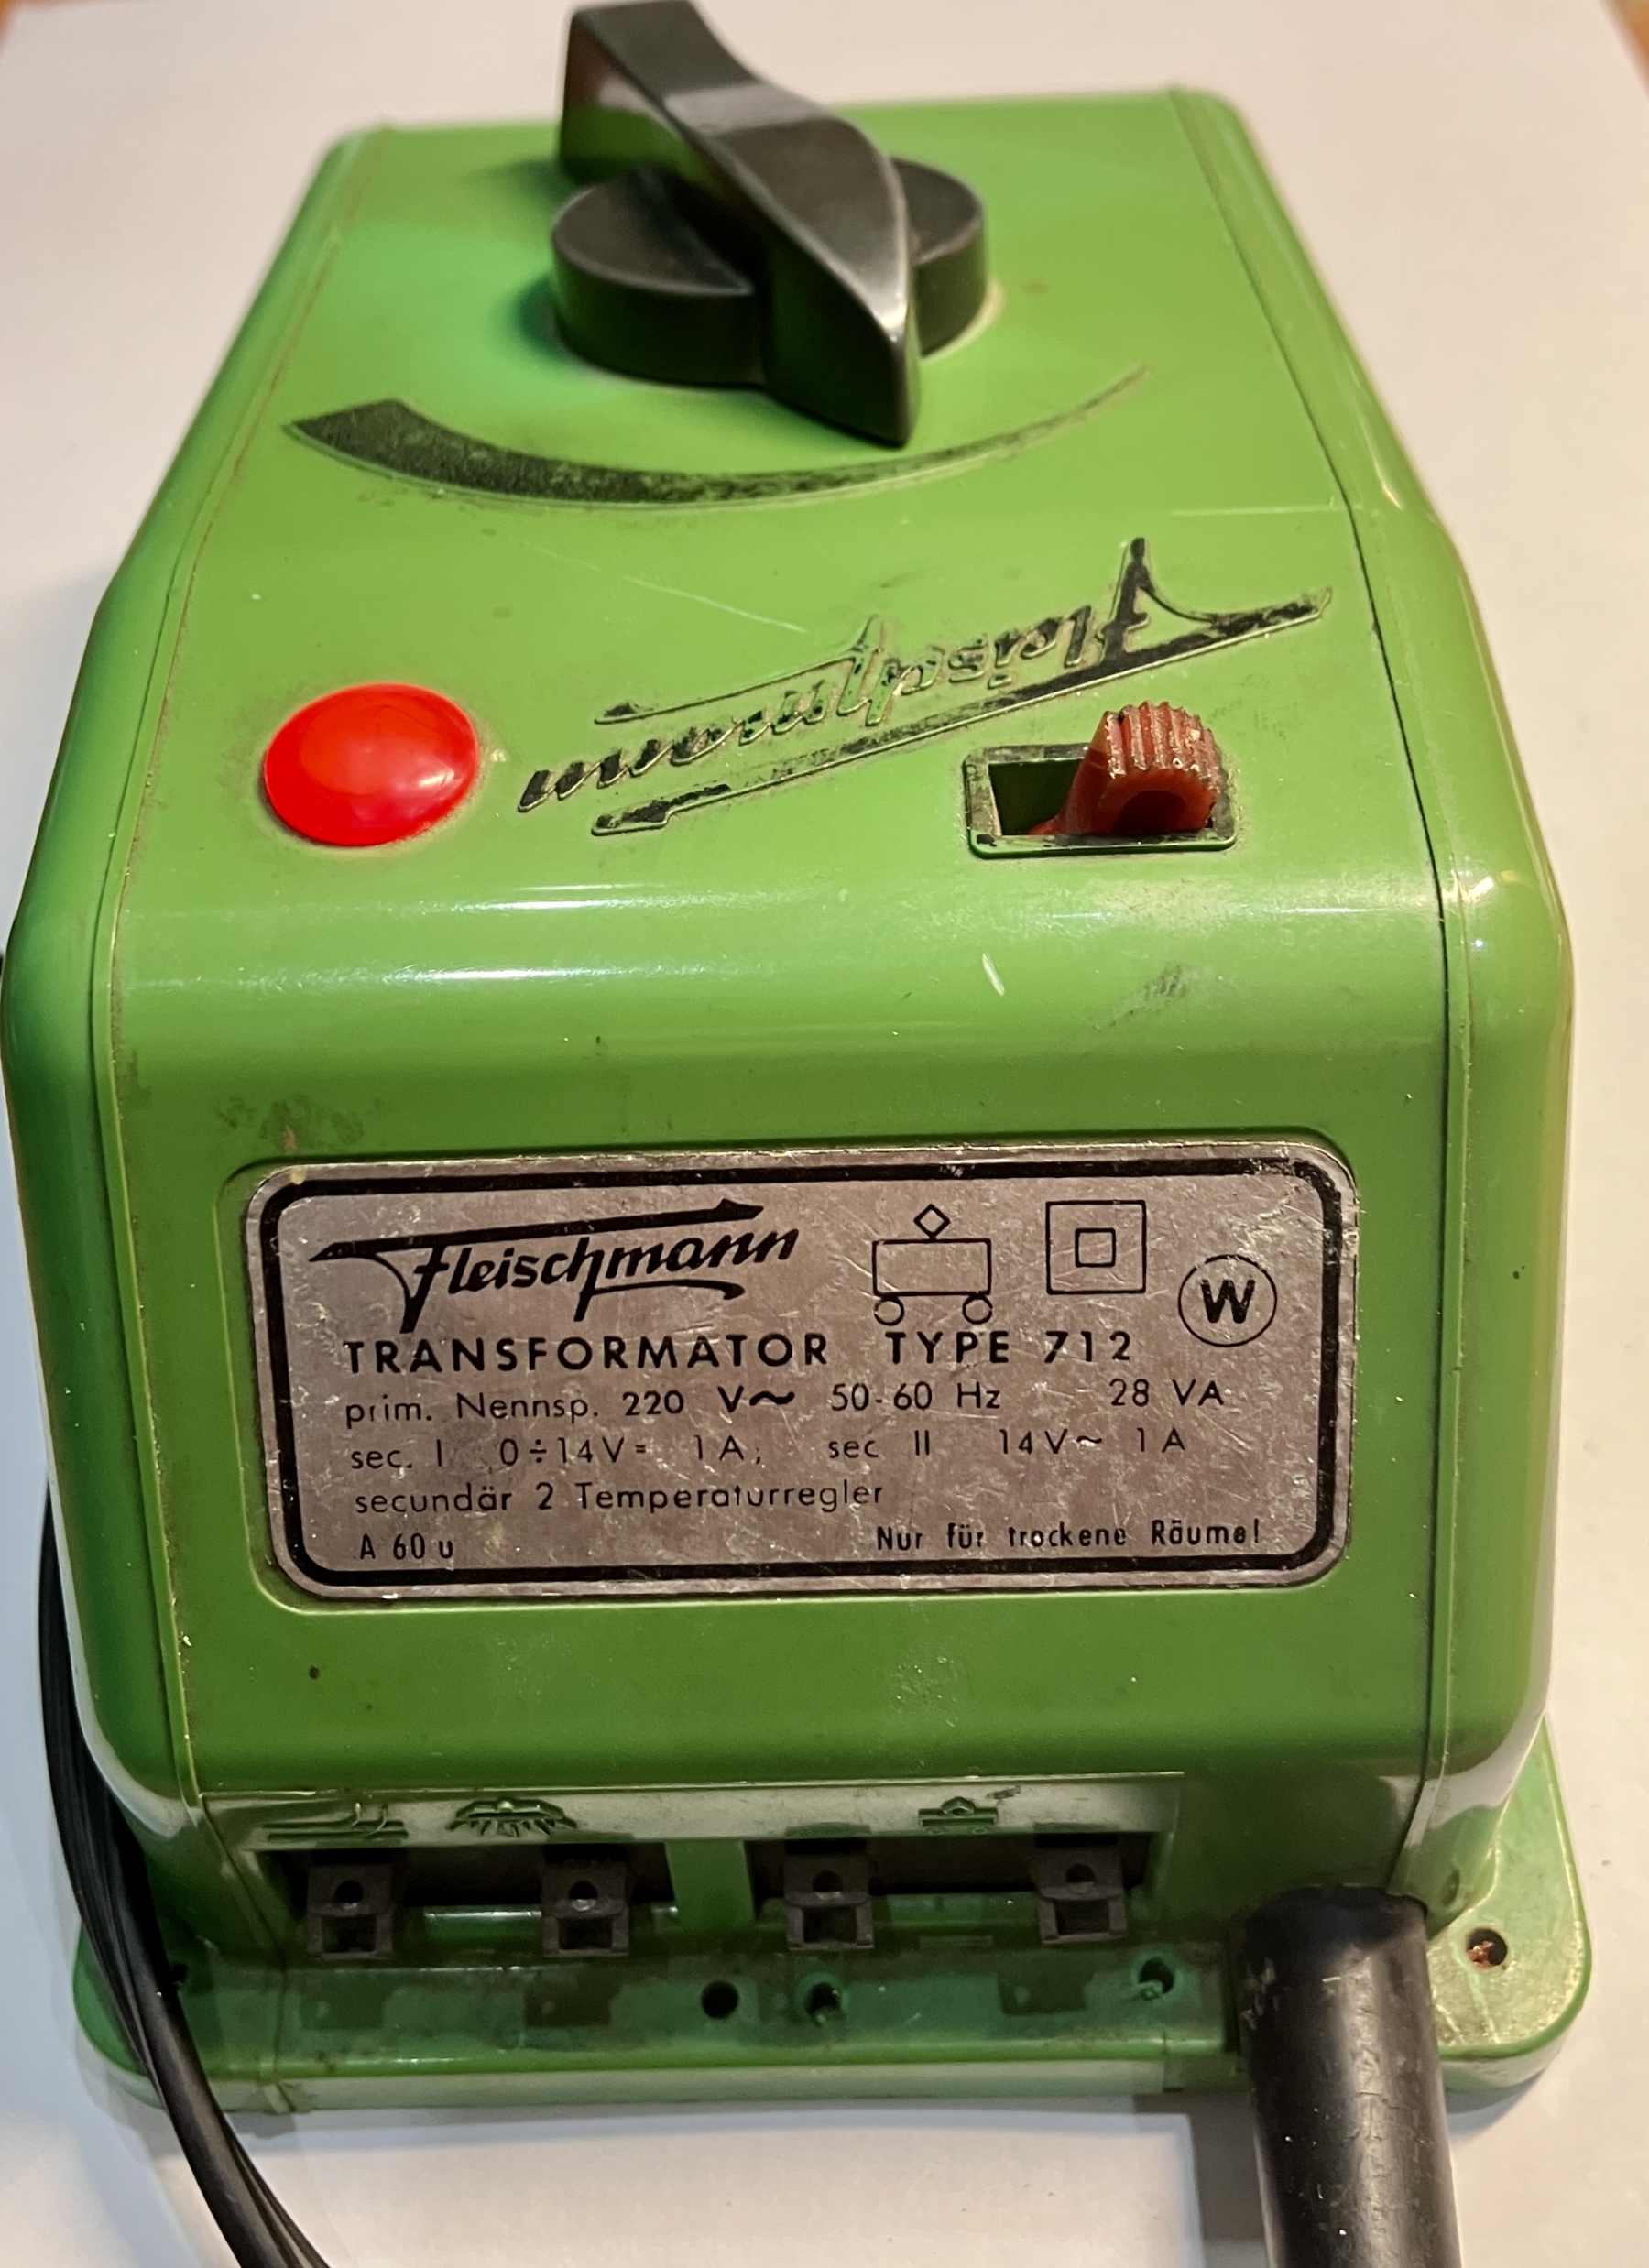 Fleischmann
Fleischmann
W
TRANSFORMATOR TYPE 712
prim. Nennsp. 220 V~ 50-60 Hz 28 VA
sec. I 0÷14V= 1A; sec II 14V~ 1A
secundär 2 Temperaturregler
A 60 u Nur für trockene Räume!